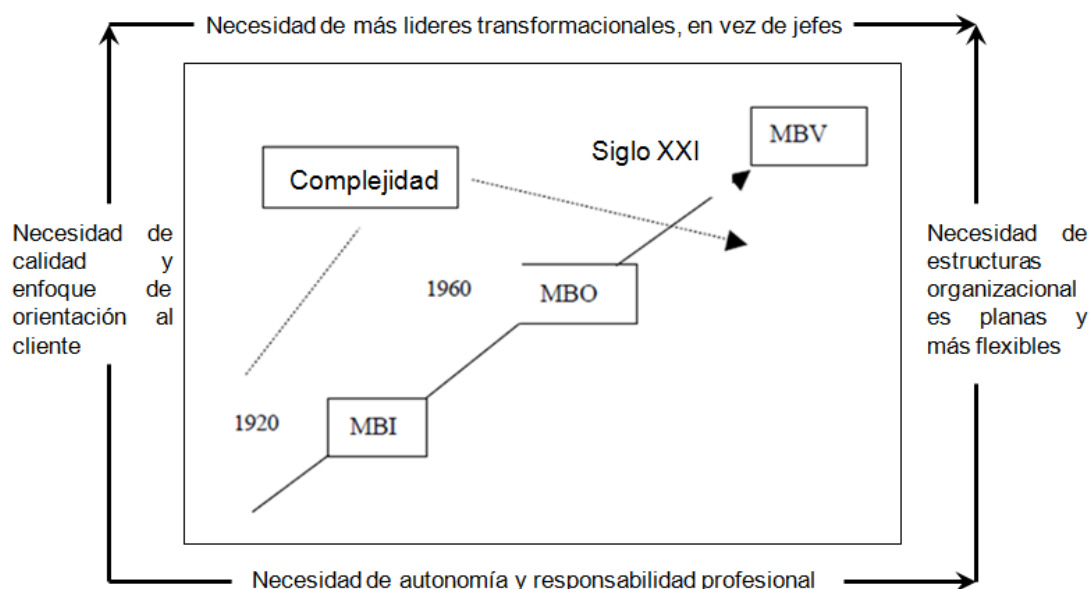 Necesidad de más lideres transformacionales, en vez de jefes
MBV
Siglo XXI
Complejidad
Necesidad de
calidad y
enfoque de
orientación al
cliente
Necesidad de
estructuras
organizacional
es planas y
más flexibles
1960
MBO
1920
MBI
Necesidad de autonomía y responsabilidad profesional